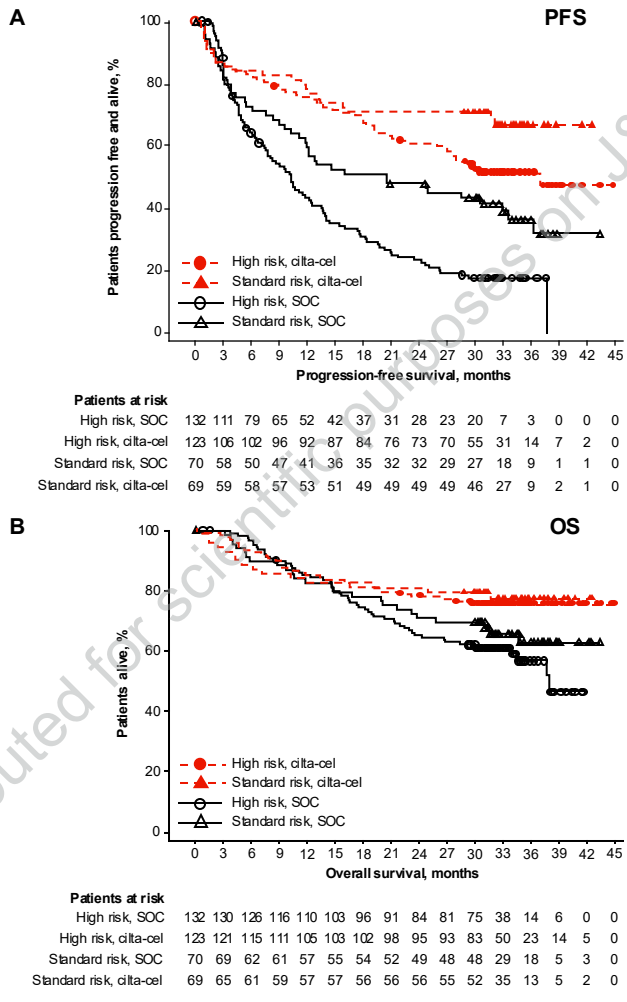 A
PFS
Patients progression free and alive, %
100
80
60
40
20
0
High risk, cilta-cel
Standard risk, cilta-cel
High risk, SOC
Standard risk, SOC
0 3 6 9 12 15 18 21 24 27 30 33 36 39 42 45
Progression-free survival, months
Patients at risk
High risk, SOC 132 111 79 65 52 42 37 31 28 23 20 7 3 0 0 0
High risk, cilta-cel 123 106 102 96 92 87 84 76 73 70 55 31 14 7 2 0
Standard risk, SOC 70 58 50 47 41 36 35 32 32 29 27 18 9 1 1 0
Standard risk, cilta-cel 69 59 58 57 53 51 49 49 49 49 46 27 9 2 1 0
B
OS
Patients alive, %
100
80
60
40
20
0
High risk, cilta-cel
Standard risk, cilta-cel
High risk, SOC
Standard risk, SOC
0 3 6 9 12 15 18 21 24 27 30 33 36 39 42 45
Overall survival, months
Patients at risk
High risk, SOC 132 130 126 116 110 103 96 91 84 81 75 38 14 6 0 0
High risk, cilta-cel 123 121 115 111 105 103 102 98 95 93 83 50 23 14 5 0
Standard risk, SOC 70 69 62 61 57 55 54 52 49 48 48 29 18 5 3 0
Standard risk, cilta-cel 69 65 61 59 57 57 56 56 56 55 52 35 13 5 2 0
uted for scientific purposes on